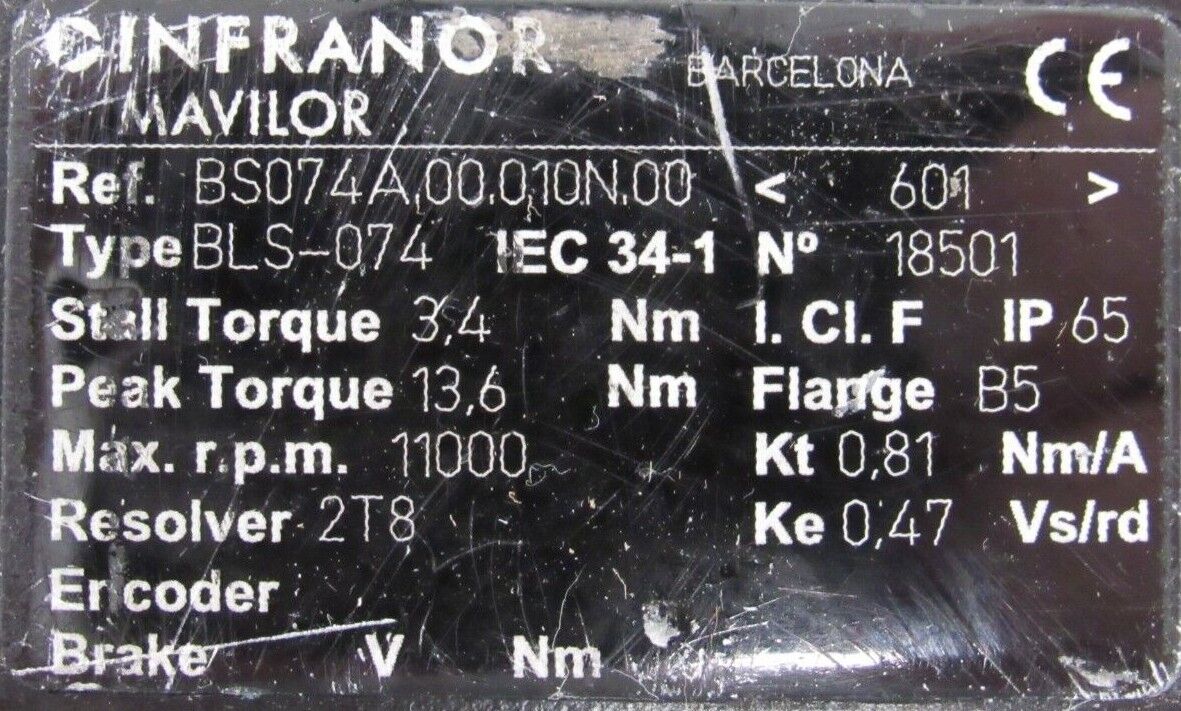 INFRANOR BARCELONA CE
MAVILOR
Ref. BS074A.00.010N.00 < 601 >
Type BLS-074 IEC 34-1 Nº 18501
Stall Torque 3,4 Nm I. Cl. F IP 65
Peak Torque 13,6 Nm Flange B5
Max. r.p.m. 11000 Kt 0,81 Nm/A
Resolver 2T8 Ke 0,47 Vs/rd
Encoder
Brake V Nm